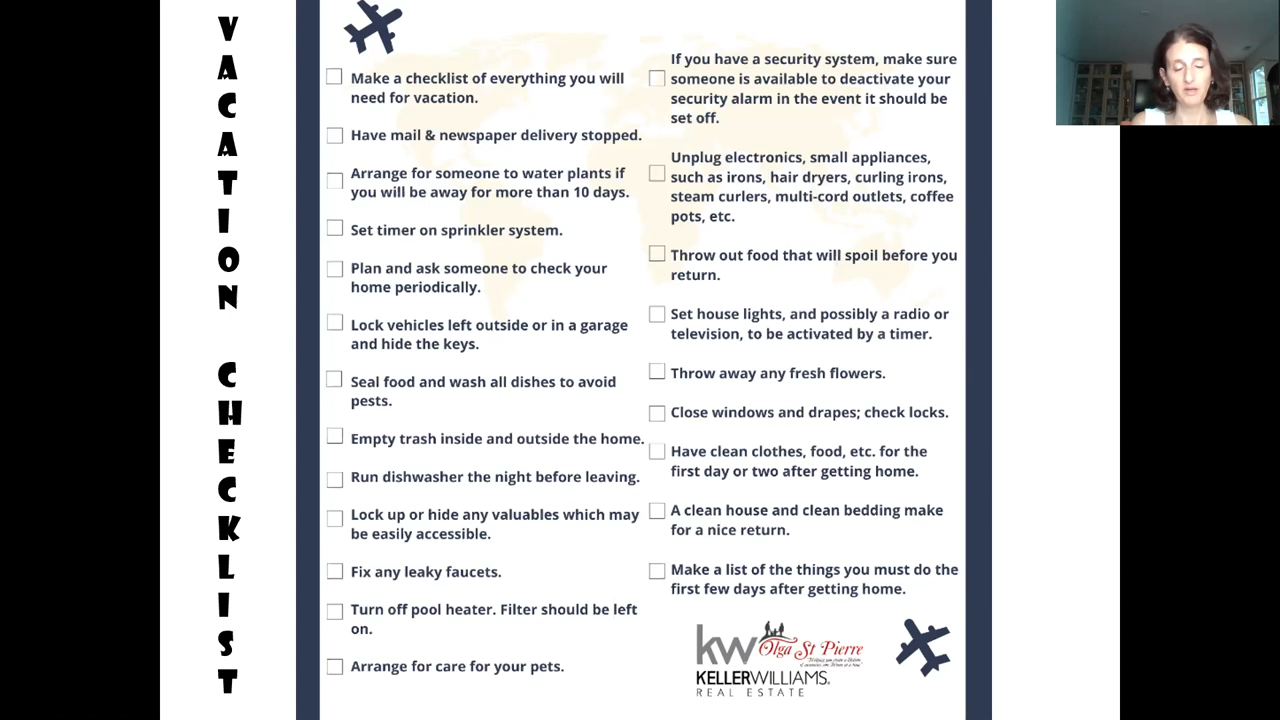 VACATION CHECKLIST
Make a checklist of everything you will
need for vacation.
Have mail & newspaper delivery stopped.
Arrange for someone to water plants if
you will be away for more than 10 days.
Set timer on sprinkler system.
Plan and ask someone to check your
home periodically.
Lock vehicles left outside or in a garage
and hide the keys.
Seal food and wash all dishes to avoid
pests.
Empty trash inside and outside the home.
Run dishwasher the night before leaving.
Lock up or hide any valuables which may
be easily accessible.
Fix any leaky faucets.
Turn off pool heater. Filter should be left
on.
Arrange for care for your pets.
If you have a security system, make sure
someone is available to deactivate your
security alarm in the event it should be
set off.
Unplug electronics, small appliances,
such as irons, hair dryers, curling irons,
steam curlers, multi-cord outlets, coffee
pots, etc.
Throw out food that will spoil before you
return.
Set house lights, and possibly a radio or
television, to be activated by a timer.
Throw away any fresh flowers.
Close windows and drapes; check locks.
Have clean clothes, food, etc. for the
first day or two after getting home.
A clean house and clean bedding make
for a nice return.
Make a list of the things you must do the
first few days after getting home.
kw Olga St Pierre
KELLERWILLIAMS.
REAL ESTATE